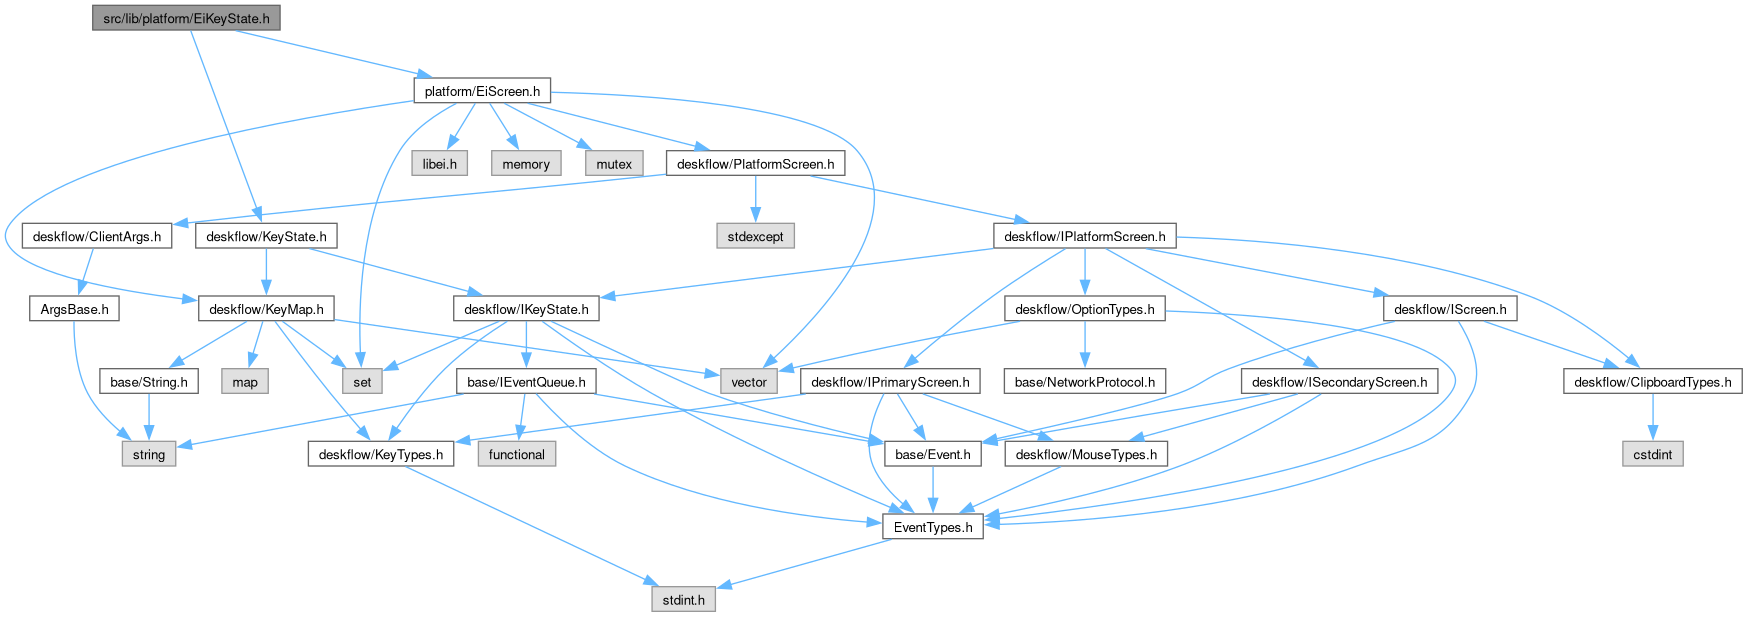 src/lib/platform/EiKeyState.h
platform/EiScreen.h
libei.h
memory
mutex
deskflow/PlatformScreen.h
deskflow/ClientArgs.h
deskflow/KeyState.h
stdexcept
deskflow/IPlatformScreen.h
ArgsBase.h
deskflow/KeyMap.h
deskflow/IKeyState.h
deskflow/OptionTypes.h
deskflow/IScreen.h
base/String.h
map
set
base/IEventQueue.h
vector
deskflow/IPrimaryScreen.h
base/NetworkProtocol.h
deskflow/ISecondaryScreen.h
deskflow/ClipboardTypes.h
string
deskflow/KeyTypes.h
functional
base/Event.h
deskflow/MouseTypes.h
cstdint
EventTypes.h
stdint.h